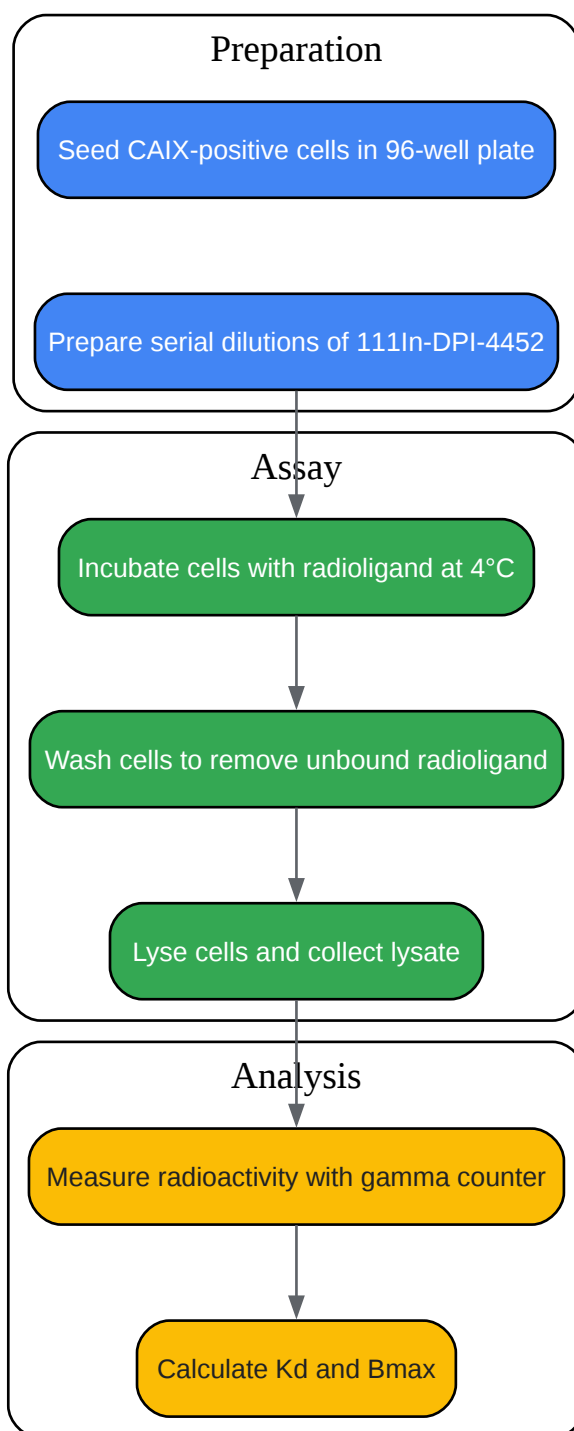 Preparation
Seed CAIX-positive cells in 96-well plate
Prepare serial dilutions of 111In-DPI-4452
Assay
Incubate cells with radioligand at 4°C
Wash cells to remove unbound radioligand
Lyse cells and collect lysate
Analysis
Measure radioactivity with gamma counter
Calculate Kd and Bmax